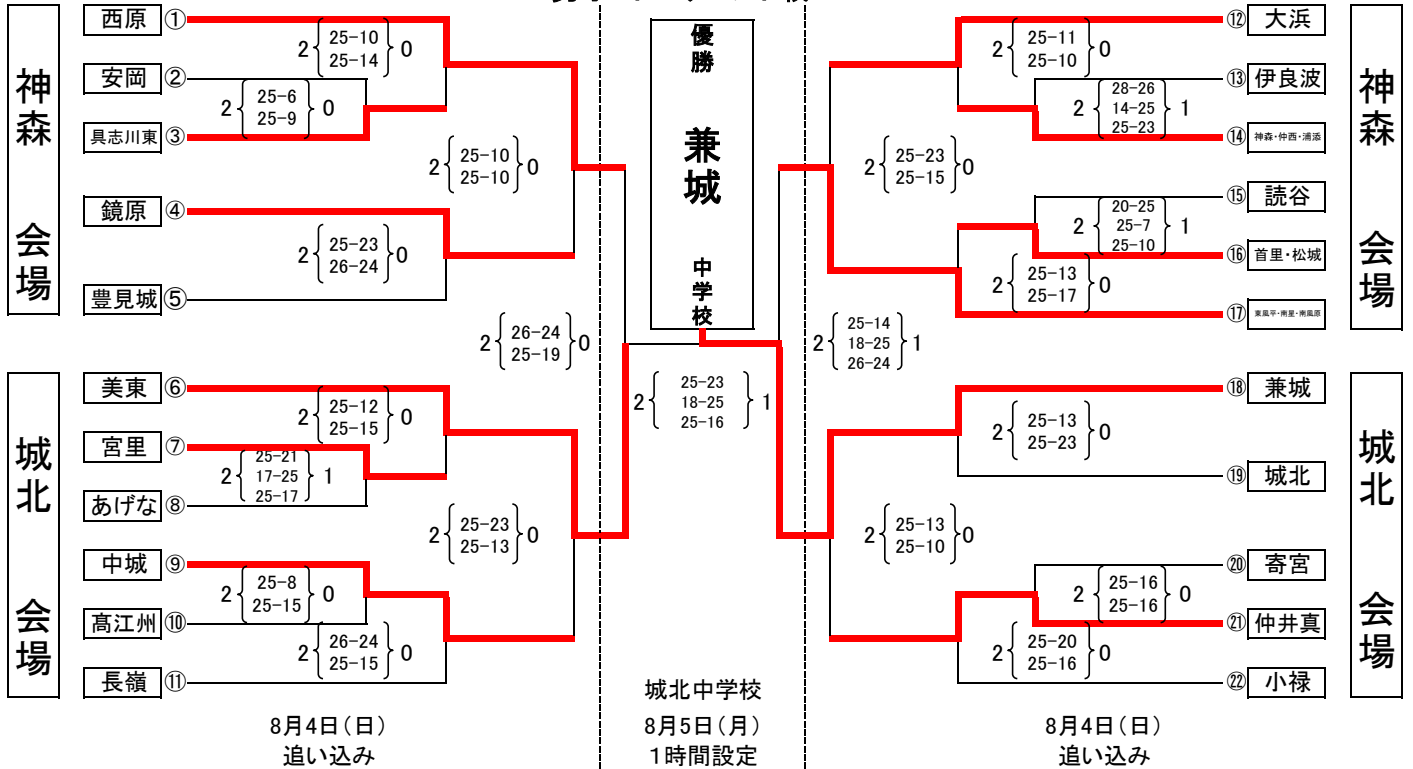 優勝
兼城
中学校
神森 会場
西原 ①
安岡 ②
具志川東 ③
鏡原 ④
豊見城 ⑤
2 25-10 0
25-14
2 25-6 0
25-9
2 25-10 0
25-10
2 25-23 0
26-24
2 26-24 0
25-19
城北 会場
美東 ⑥
宮里 ⑦
あげな ⑧
中城 ⑨
髙江州 ⑩
長嶺 ⑪
2 25-12 0
25-15
2 25-21 1
17-25
25-17
2 25-23 0
25-13
2 25-8 0
25-15
2 26-24 0
25-15
2 25-23 1
18-25
25-16
神森 会場
⑫ 大浜
⑬ 伊良波
⑭ 神森・仲西・浦添
⑮ 読谷
⑯ 首里・松城
⑰ 東風平・南星・南風原
2 25-11 0
25-10
2 28-26 1
14-25
25-23
2 25-23 0
25-15
2 20-25 1
25-7
25-10
2 25-13 0
25-17
2 25-14 1
18-25
26-24
城北 会場
⑱ 兼城
⑲ 城北
⑳ 寄宮
㉑ 仲井真
㉒ 小禄
2 25-13 0
25-23
2 25-13 0
25-10
2 25-16 0
25-16
2 25-20 0
25-16
8月4日(日)
追い込み
城北中学校
8月5日(月)
1時間設定
8月4日(日)
追い込み